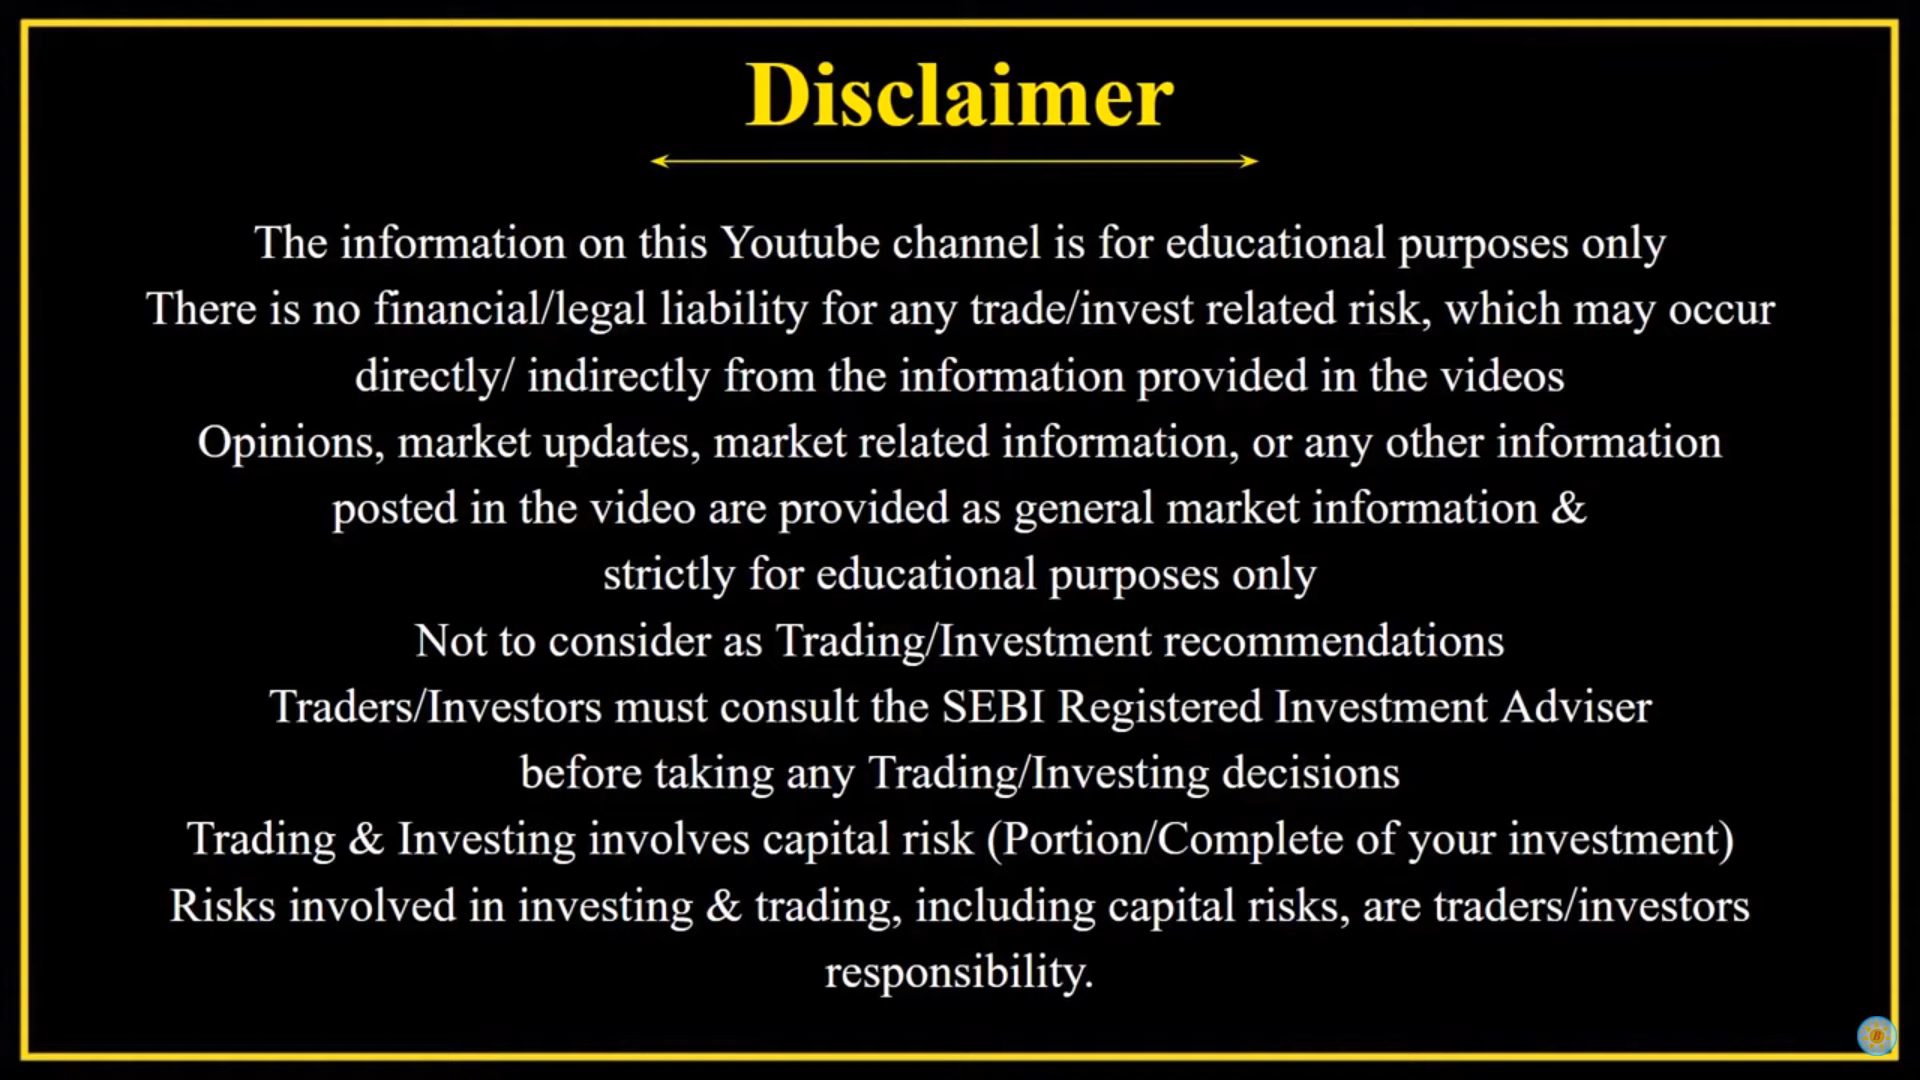 Disclaimer
The information on this Youtube channel is for educational purposes only
There is no financial/legal liability for any trade/invest related risk, which may occur
directly/ indirectly from the information provided in the videos
Opinions, market updates, market related information, or any other information
posted in the video are provided as general market information &
strictly for educational purposes only
Not to consider as Trading/Investment recommendations
Traders/Investors must consult the SEBI Registered Investment Adviser
before taking any Trading/Investing decisions
Trading & Investing involves capital risk (Portion/Complete of your investment)
Risks involved in investing & trading, including capital risks, are traders/investors
responsibility.